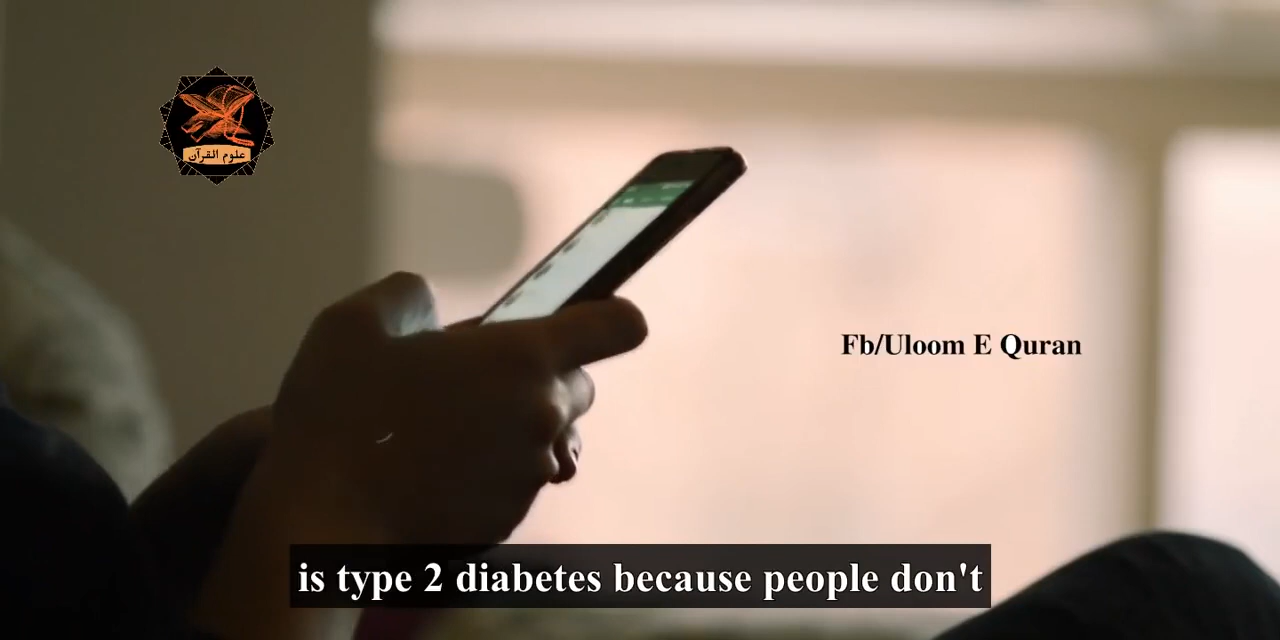 علوم القرآن
Fb/Uloom E Quran
is type 2 diabetes because people don't